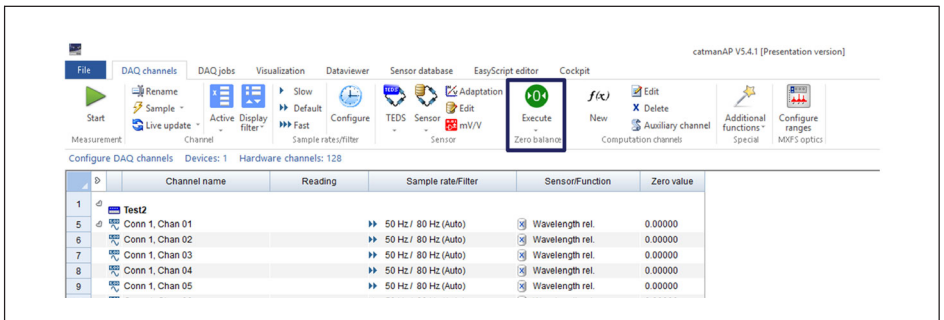 catmanAP V5.4.1 [Presentation version]
File DAQ channels DAQ jobs Visualization Dataviewer Sensor database EasyScript editor Cockpit
Start
Rename
Sample
Live update
Active Display filter
Slow
Default
Fast
Configure
TEDS Sensor
Adaptation
Edit
mV/V
Execute
f(x)
New
Edit
X Delete
Auxiliary channel
Additional functions
Configure ranges
Measurement Channel Sample rates/filter Sensor Zero balance Computation channels Special MXFS optics
Configure DAQ channels Devices: 1 Hardware channels: 128
Channel name Reading Sample rate/Filter Sensor/Function Zero value
1 Test2
5 Conn 1, Chan 01 50 Hz / 80 Hz (Auto) Wavelength rel. 0.00000
6 Conn 1, Chan 02 50 Hz / 80 Hz (Auto) Wavelength rel. 0.00000
7 Conn 1, Chan 03 50 Hz / 80 Hz (Auto) Wavelength rel. 0.00000
8 Conn 1, Chan 04 50 Hz / 80 Hz (Auto) Wavelength rel. 0.00000
9 Conn 1, Chan 05 50 Hz / 80 Hz (Auto) Wavelength rel. 0.00000